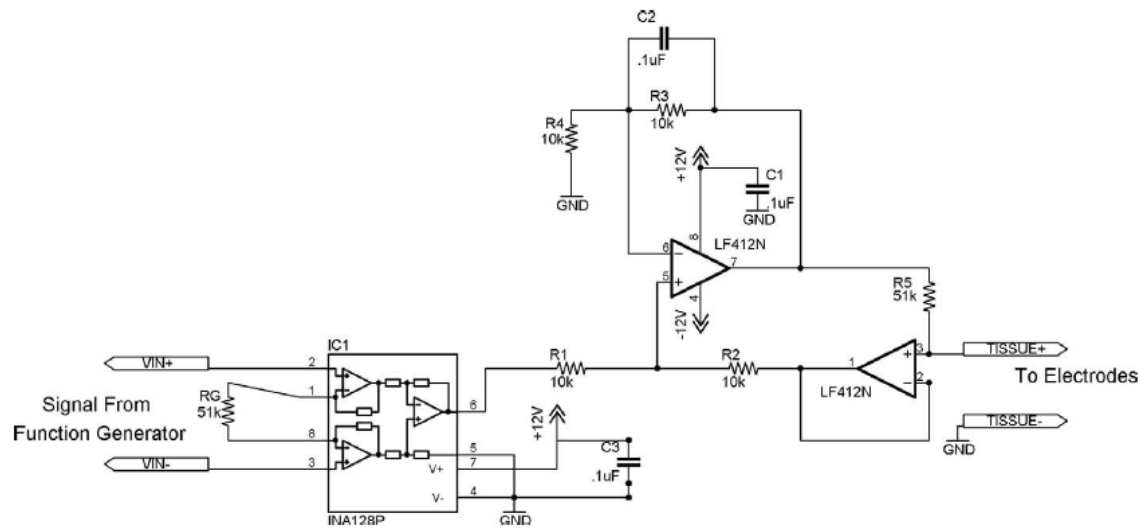 C2
.1uF
R3
10k
R4
10k
GND
+12V
C1
.1uF
GND
8
LF412N
6
7
5
4
-12V
R5
51k
IC1
VIN+
2
1
R1
10k
R2
10k
1
3
2
LF412N
TISSUE+
To Electrodes
TISSUE-
GND
RG
51k
Signal From
Function Generator
6
+12V
8
5
7
V+
C3
.1uF
VIN-
3
V-
4
GND
INA128P